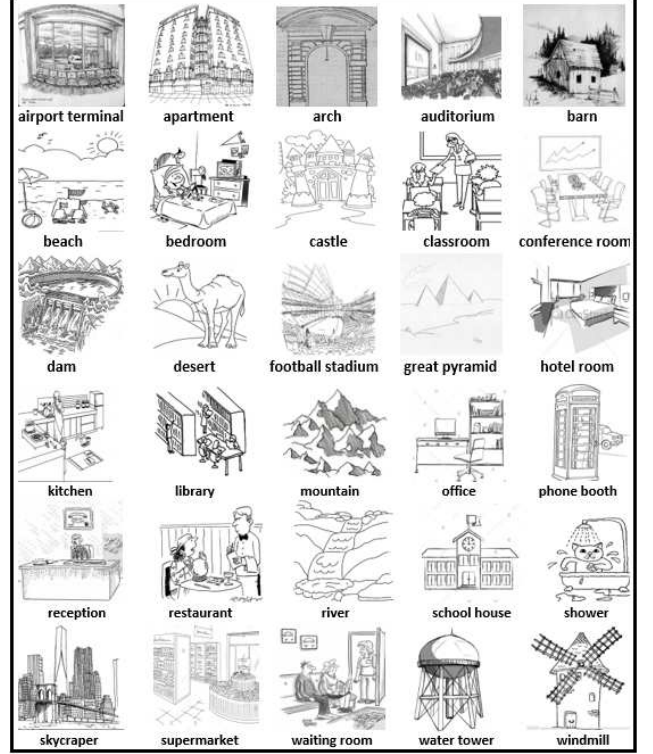 airport terminal
apartment
arch
auditorium
barn
beach
bedroom
castle
classroom
conference room
dam
desert
football stadium
great pyramid
hotel room
kitchen
library
mountain
office
phone booth
reception
restaurant
river
school house
shower
skycraper
supermarket
waiting room
water tower
windmill